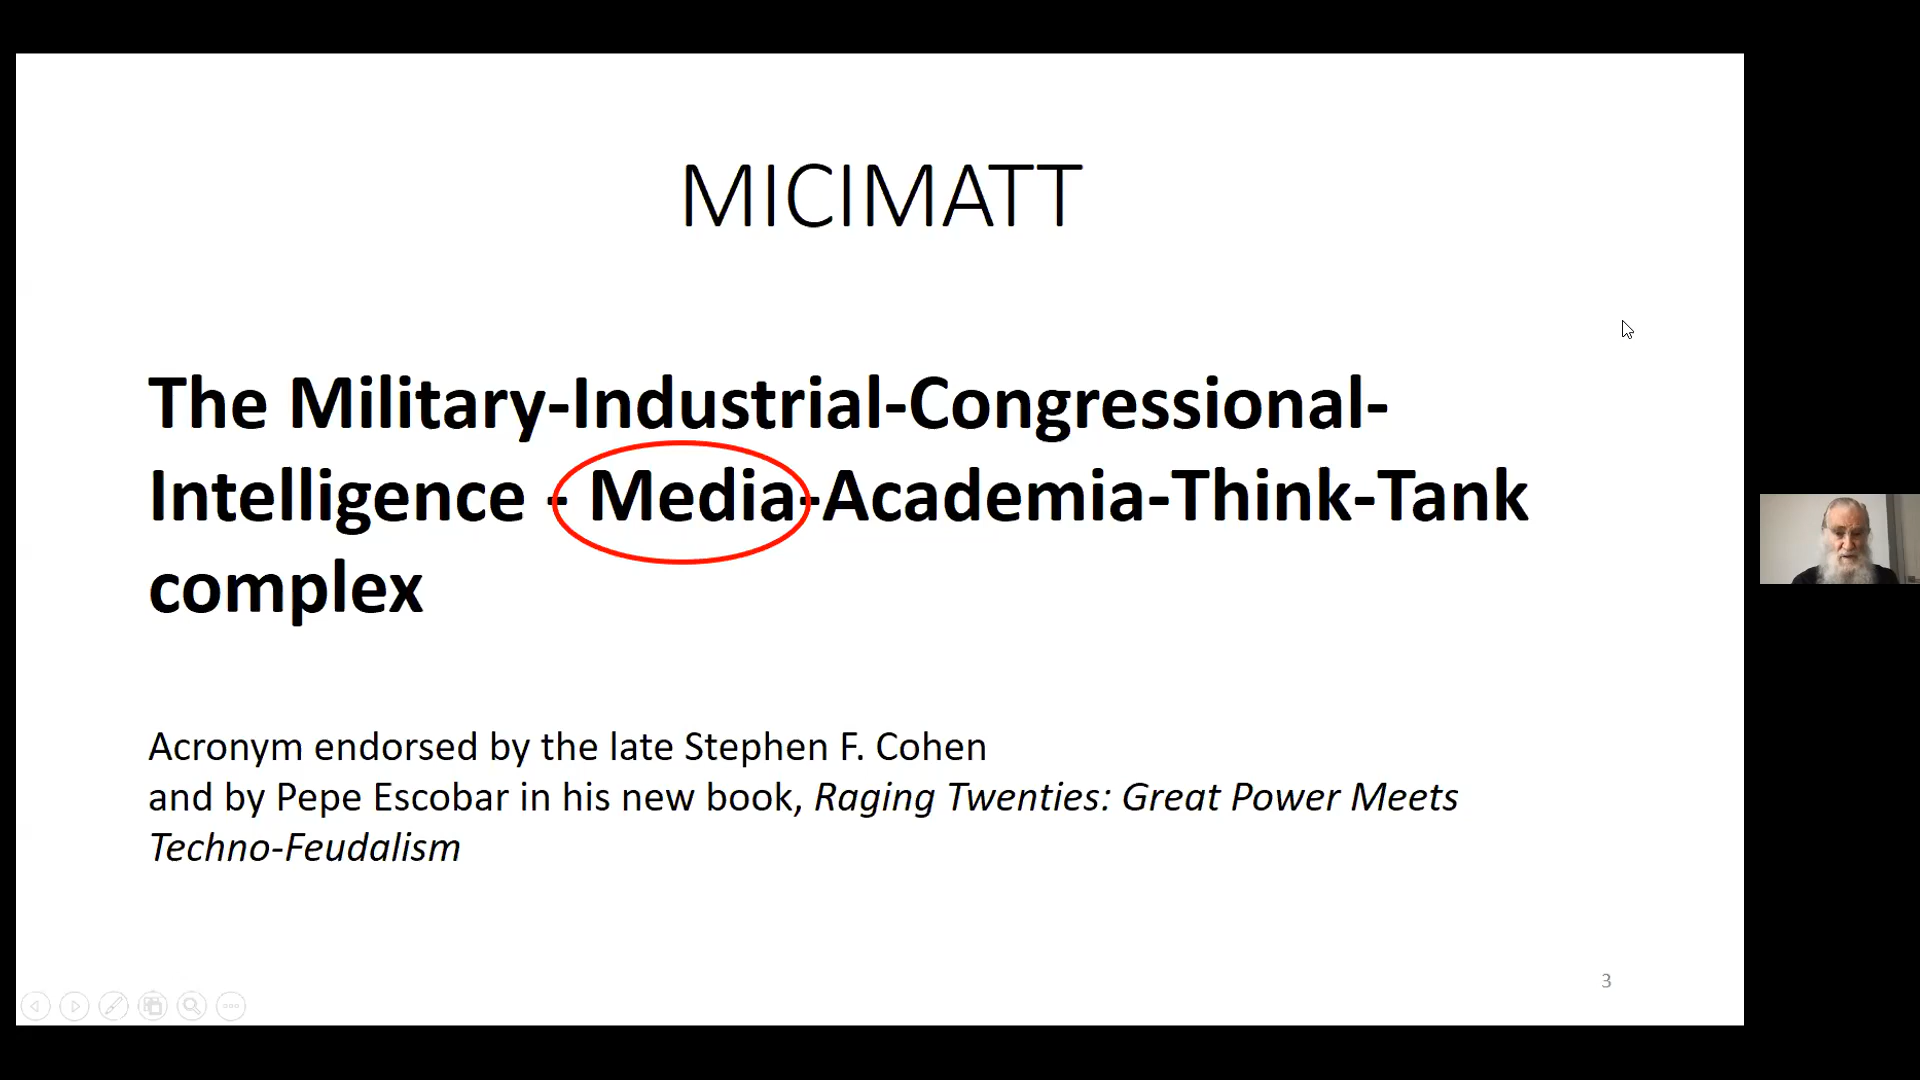 MICIMATT
The Military-Industrial-Congressional-
Intelligence - Media-Academia-Think-Tank
complex
Acronym endorsed by the late Stephen F. Cohen
and by Pepe Escobar in his new book, Raging Twenties: Great Power Meets
Techno-Feudalism
3